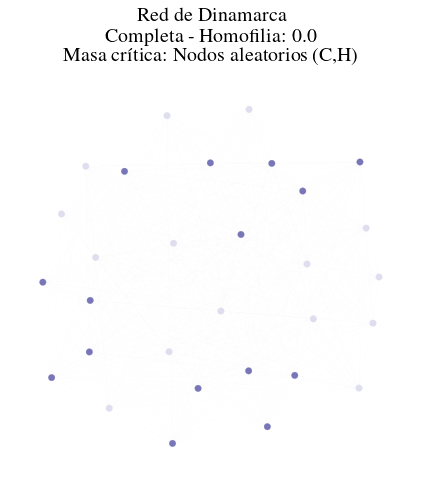 Red de Dinamarca
Completa - Homofilia: 0.0
Masa crítica: Nodos aleatorios (C,H)